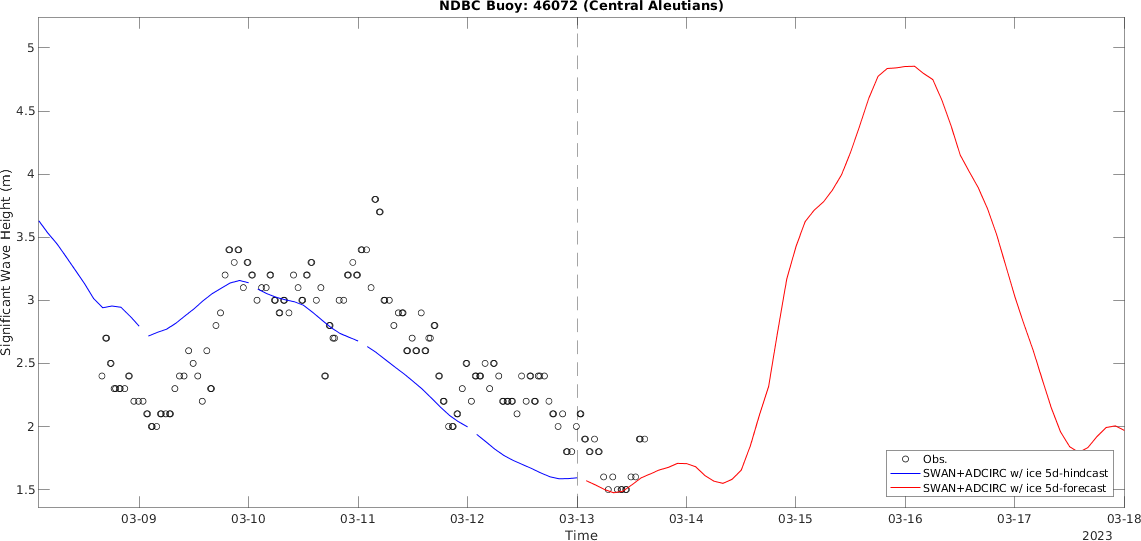 NDBC Buoy: 46072 (Central Aleutians)
5
4.5
4
3.5
3
2.5
2
1.5
Significant Wave Height (m)
Obs.
SWAN+ADCIRC w/ ice 5d-hindcast
SWAN+ADCIRC w/ ice 5d-forecast
03-09 03-10 03-11 03-12 03-13 03-14 03-15 03-16 03-17 03-18
Time
2023